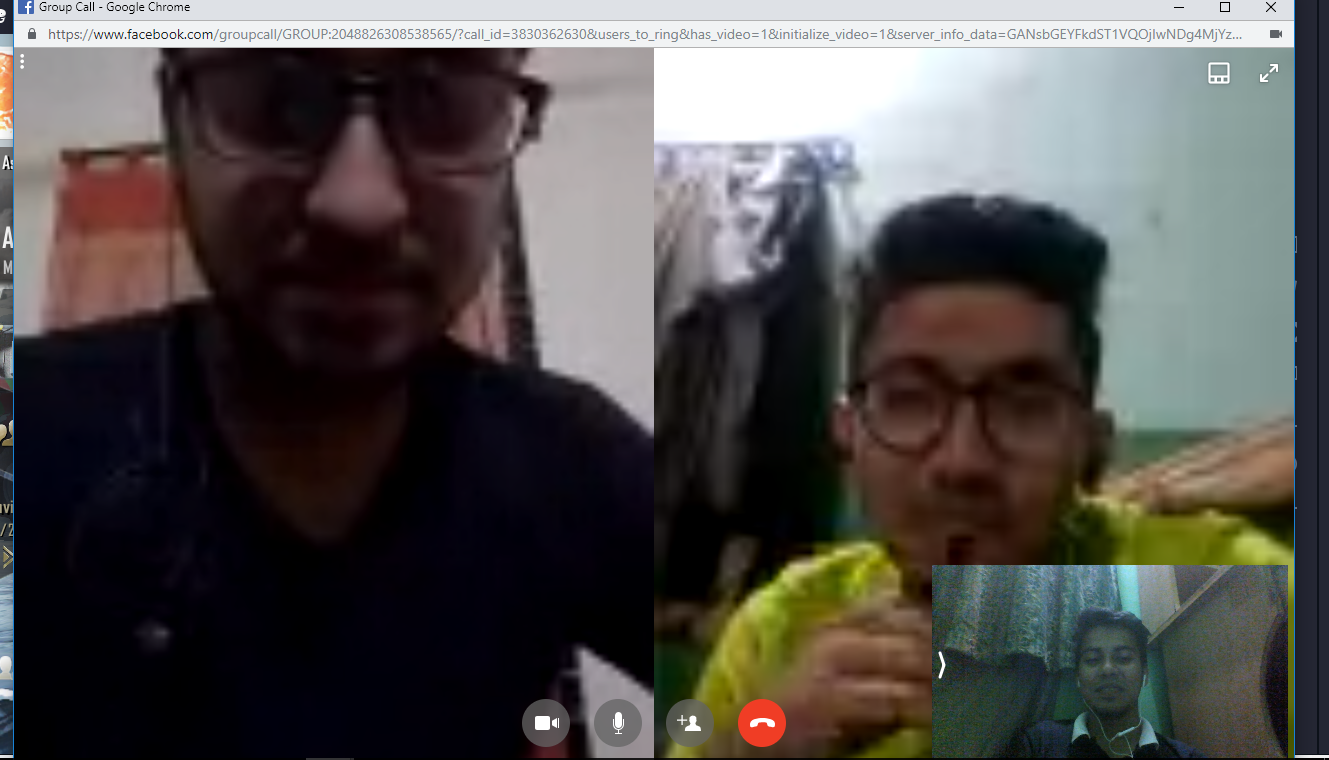 Group Call - Google Chrome
https://www.facebook.com/groupcall/GROUP:2048826308538565/?call_id=3830362630&users_to_ring&has_video=1&initialize_video=1&server_info_data=GANsbGEYFkdST1VQOjIwNDg4MjYz...
As
A
M